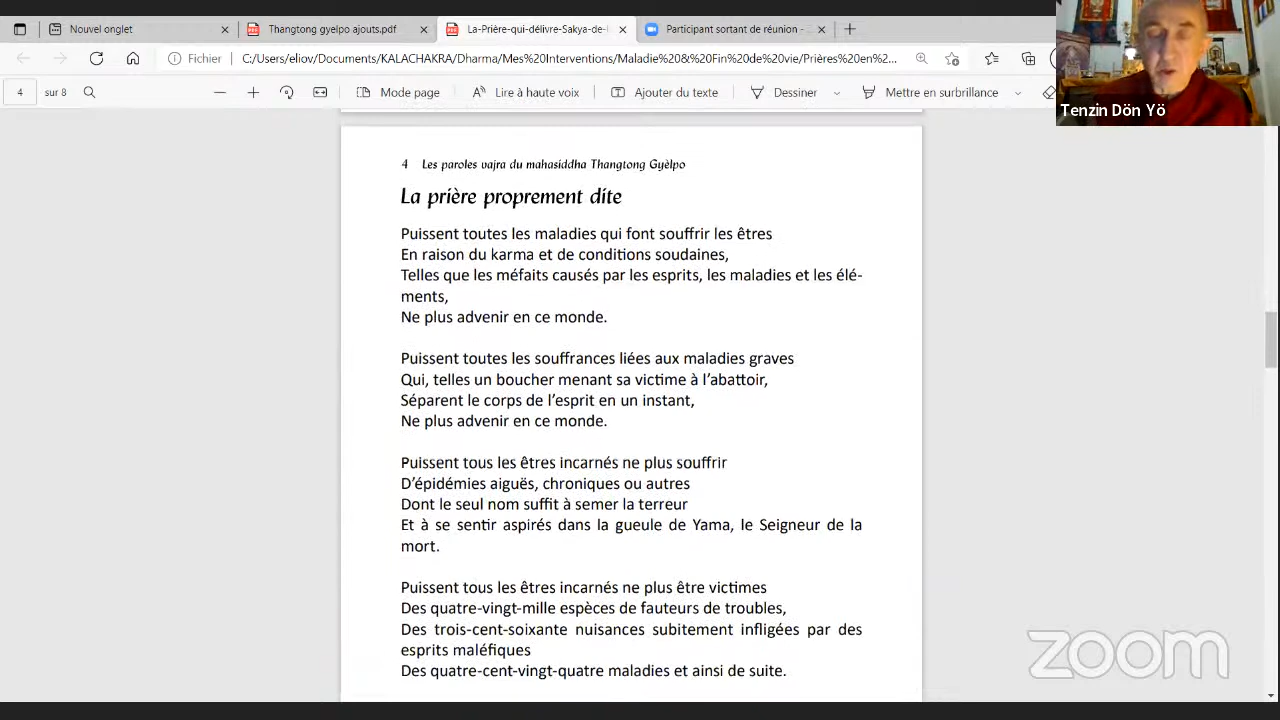 Nouvel onglet
Thangtong gyelpo ajouts.pdf
La-Prière-qui-délivre-Sakya-de-
Participant sortant de réunion -
Fichier
C:/Users/eliov/Documents/KALACHAKRA/Dharma/Mes%20Interventions/Maladie%20&%20Fin%20de%20vie/Prières%20en%2...
4 sur 8
Mode page
Lire à haute voix
Ajouter du texte
Dessiner
Mettre en surbrillance
Tenzin Dön Yö
4 Les paroles vajra du mahasiddha Thangtong Gyèlpo
La prière proprement dite
Puissent toutes les maladies qui font souffrir les êtres
En raison du karma et de conditions soudaines,
Telles que les méfaits causés par les esprits, les maladies et les élé-
ments,
Ne plus advenir en ce monde.
Puissent toutes les souffrances liées aux maladies graves
Qui, telles un boucher menant sa victime à l’abattoir,
Séparent le corps de l’esprit en un instant,
Ne plus advenir en ce monde.
Puissent tous les êtres incarnés ne plus souffrir
D’épidémies aiguës, chroniques ou autres
Dont le seul nom suffit à semer la terreur
Et à se sentir aspirés dans la gueule de Yama, le Seigneur de la
mort.
Puissent tous les êtres incarnés ne plus être victimes
Des quatre-vingt-mille espèces de fauteurs de troubles,
Des trois-cent-soixante nuisances subitement infligées par des
esprits maléfiques
Des quatre-cent-vingt-quatre maladies et ainsi de suite.
zoom